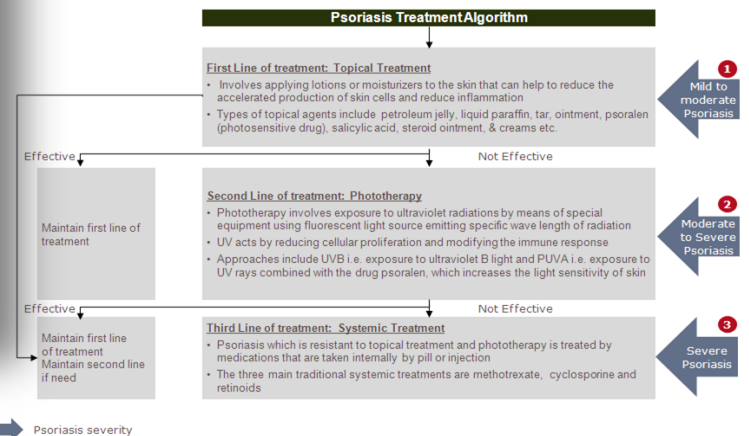 Psoriasis Treatment Algorithm
First Line of treatment: Topical Treatment
• Involves applying lotions or moisturizers to the skin that can help to reduce the
accelerated production of skin cells and reduce inflammation
• Types of topical agents include petroleum jelly, liquid paraffin, tar, ointment, psoralen
(photosensitive drug), salicylic acid, steroid ointment, & creams etc.
1
Mild to
moderate
Psoriasis
Effective
Not Effective
Maintain first line of
treatment
Second Line of treatment: Phototherapy
• Phototherapy involves exposure to ultraviolet radiations by means of special
equipment using fluorescent light source emitting specific wave length of radiation
• UV acts by reducing cellular proliferation and modifying the immune response
• Approaches include UVB i.e. exposure to ultraviolet B light and PUVA i.e. exposure to
UV rays combined with the drug psoralen, which increases the light sensitivity of skin
2
Moderate
to Severe
Psoriasis
Effective
Not Effective
Maintain first line
of treatment
Maintain second line
if need
Third Line of treatment: Systemic Treatment
• Psoriasis which is resistant to topical treatment and phototherapy is treated by
medications that are taken internally by pill or injection
• The three main traditional systemic treatments are methotrexate, cyclosporine and
retinoids
3
Severe
Psoriasis
Psoriasis severity